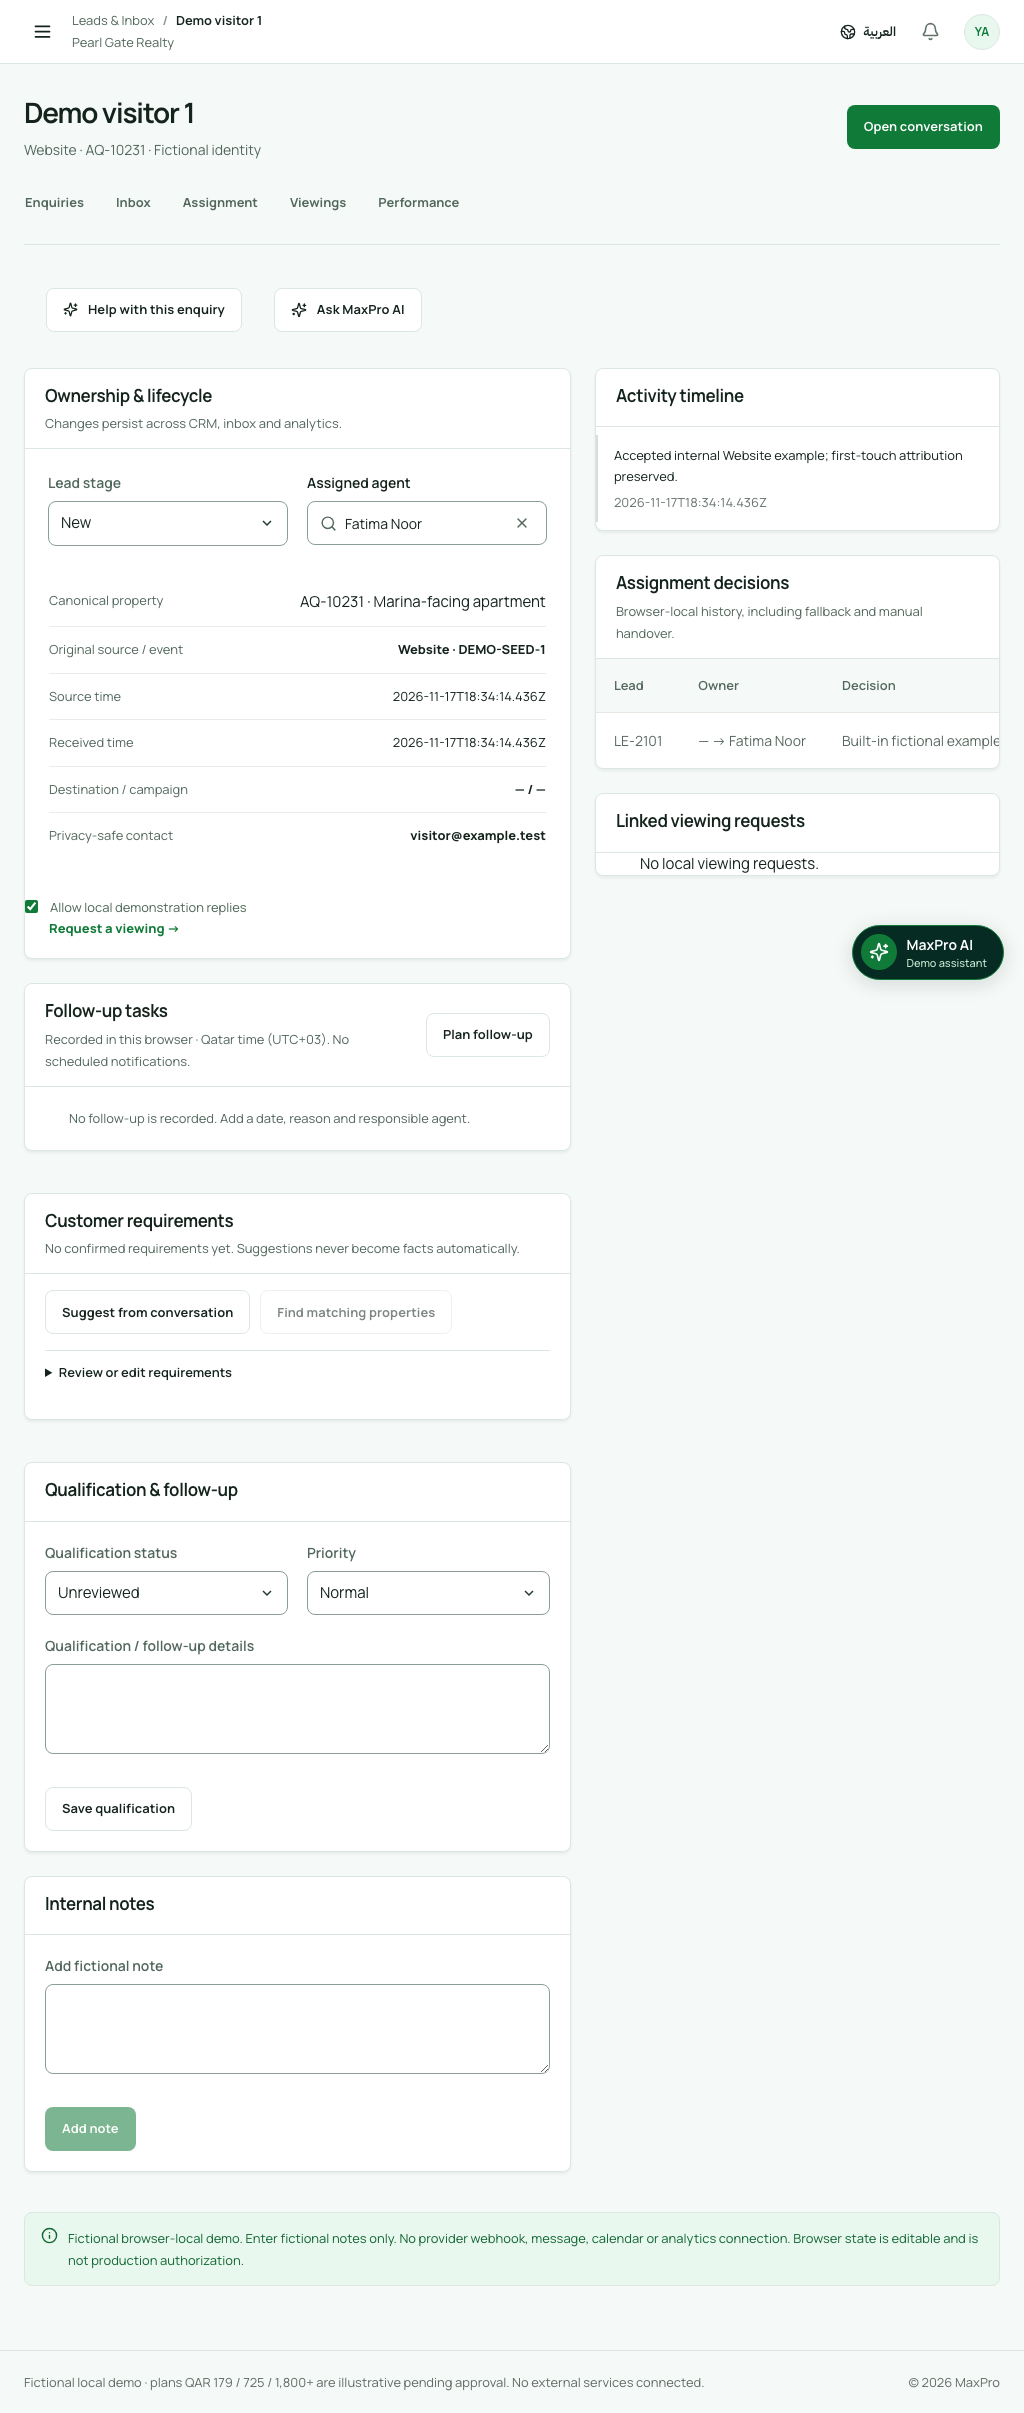 Leads & Inbox / Demo visitor 1
Pearl Gate Realty
العربية
YA
Demo visitor 1
Website · AQ-10231 · Fictional identity
Open conversation
Enquiries Inbox Assignment Viewings Performance
Help with this enquiry
Ask MaxPro AI
Ownership & lifecycle
Changes persist across CRM, inbox and analytics.
Lead stage
New
Assigned agent
Fatima Noor
Canonical property
AQ-10231 · Marina-facing apartment
Original source / event
Website · DEMO-SEED-1
Source time
2026-11-17T18:34:14.436Z
Received time
2026-11-17T18:34:14.436Z
Destination / campaign
— / —
Privacy-safe contact
visitor@example.test
Allow local demonstration replies
Request a viewing →
Activity timeline
Accepted internal Website example; first-touch attribution
preserved.
2026-11-17T18:34:14.436Z
Assignment decisions
Browser-local history, including fallback and manual
handover.
Lead Owner Decision
LE-2101 — → Fatima Noor Built-in fictional example
Linked viewing requests
No local viewing requests.
MaxPro AI
Demo assistant
Follow-up tasks
Recorded in this browser · Qatar time (UTC+03). No
scheduled notifications.
Plan follow-up
No follow-up is recorded. Add a date, reason and responsible agent.
Customer requirements
No confirmed requirements yet. Suggestions never become facts automatically.
Suggest from conversation
Find matching properties
Review or edit requirements
Qualification & follow-up
Qualification status
Unreviewed
Priority
Normal
Qualification / follow-up details
Save qualification
Internal notes
Add fictional note
Add note
Fictional browser-local demo. Enter fictional notes only. No provider webhook, message, calendar or analytics connection. Browser state is editable and is
not production authorization.
Fictional local demo · plans QAR 179 / 725 / 1,800+ are illustrative pending approval. No external services connected.
© 2026 MaxPro